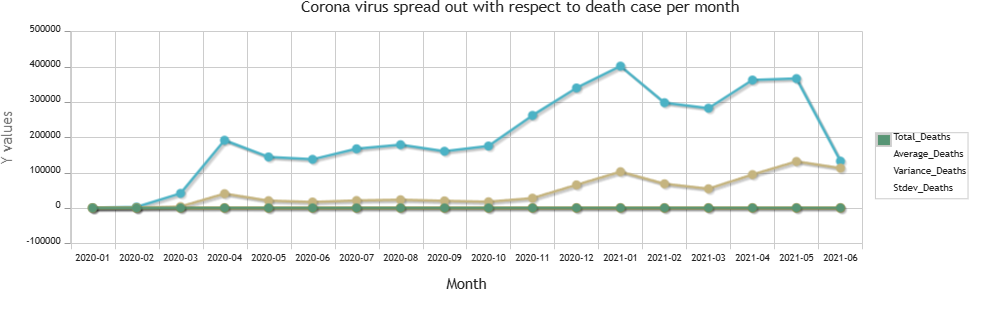 Corona virus spread out with respect to death case per month
500000
400000
300000
200000
100000
0
-100000
Y values
2020-01 2020-02 2020-03 2020-04 2020-05 2020-06 2020-07 2020-08 2020-09 2020-10 2020-11 2020-12 2021-01 2021-02 2021-03 2021-04 2021-05 2021-06
Month
Total_Deaths
Average_Deaths
Variance_Deaths
Stdev_Deaths